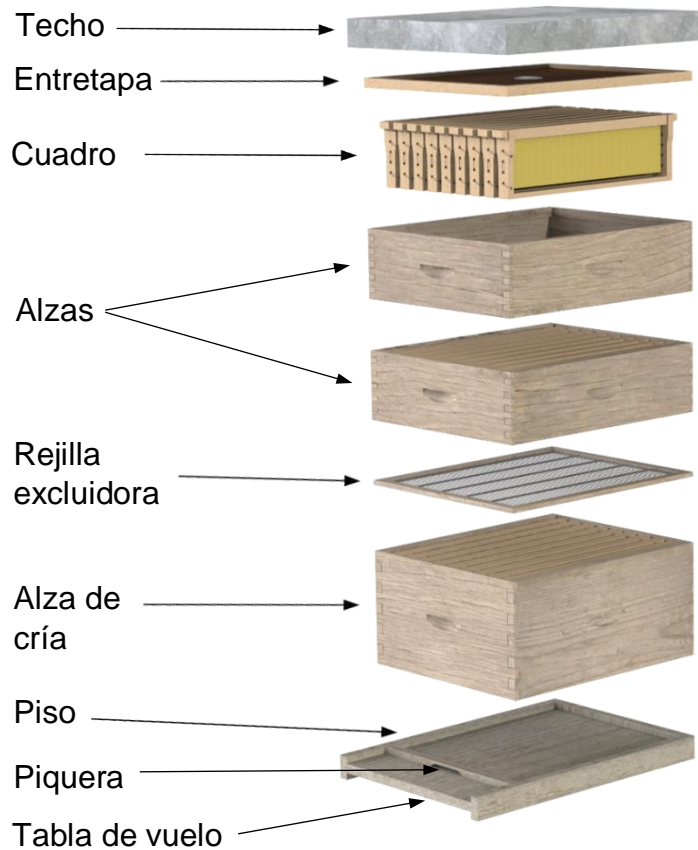 Techo
Entretapa
Cuadro
Alzas
Rejilla
excluidora
Alza de
cría
Piso
Piquera
Tabla de vuelo